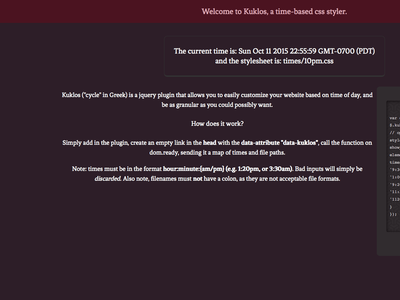 Welcome to Kuklos, a time-based css styler.
The current time is: Sun Oct 11 2015 22:55:59 GMT-0700 (PDT)
and the stylesheet is: times/10pm.css
Kuklos ("cycle" in Greek) is a jquery plugin that allows you to easily customize your website based on time of day, and
be as granular as you could possibly want.
How does it work?
Simply add in the plugin, create an empty link in the head with the data-attribute "data-kuklos", call the function on
dom.ready, sending it a map of times and file paths.
Note: times must be in the format hour:minute:[am/pm] (e.g. 1:20pm, or 3:30am). Bad inputs will simply be
discarded. Also note, filenames must not have a colon, as they are not acceptable file formats.
var